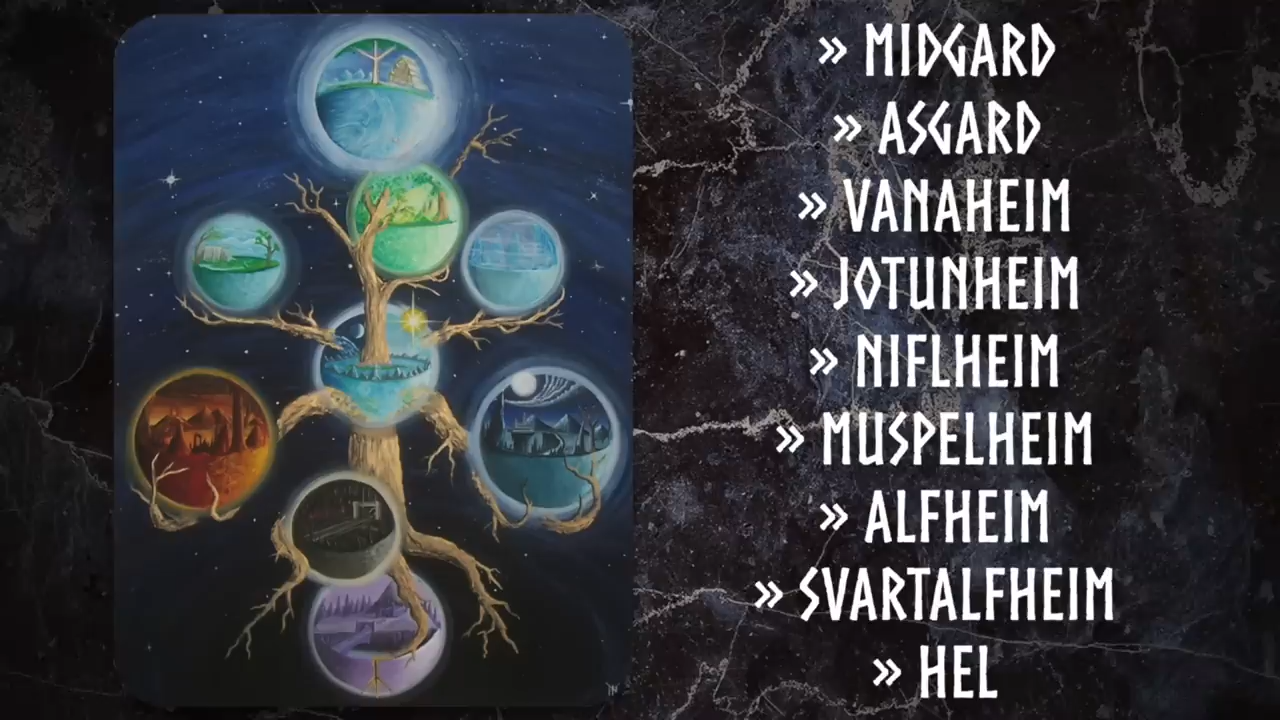 » MIDGARD
» ASGARD
» VANAHEIM
» JOTUNHEIM
» NIFLHEIM
» MUSPELHEIM
» ALFHEIM
» SVARTALFHEIM
» HEL